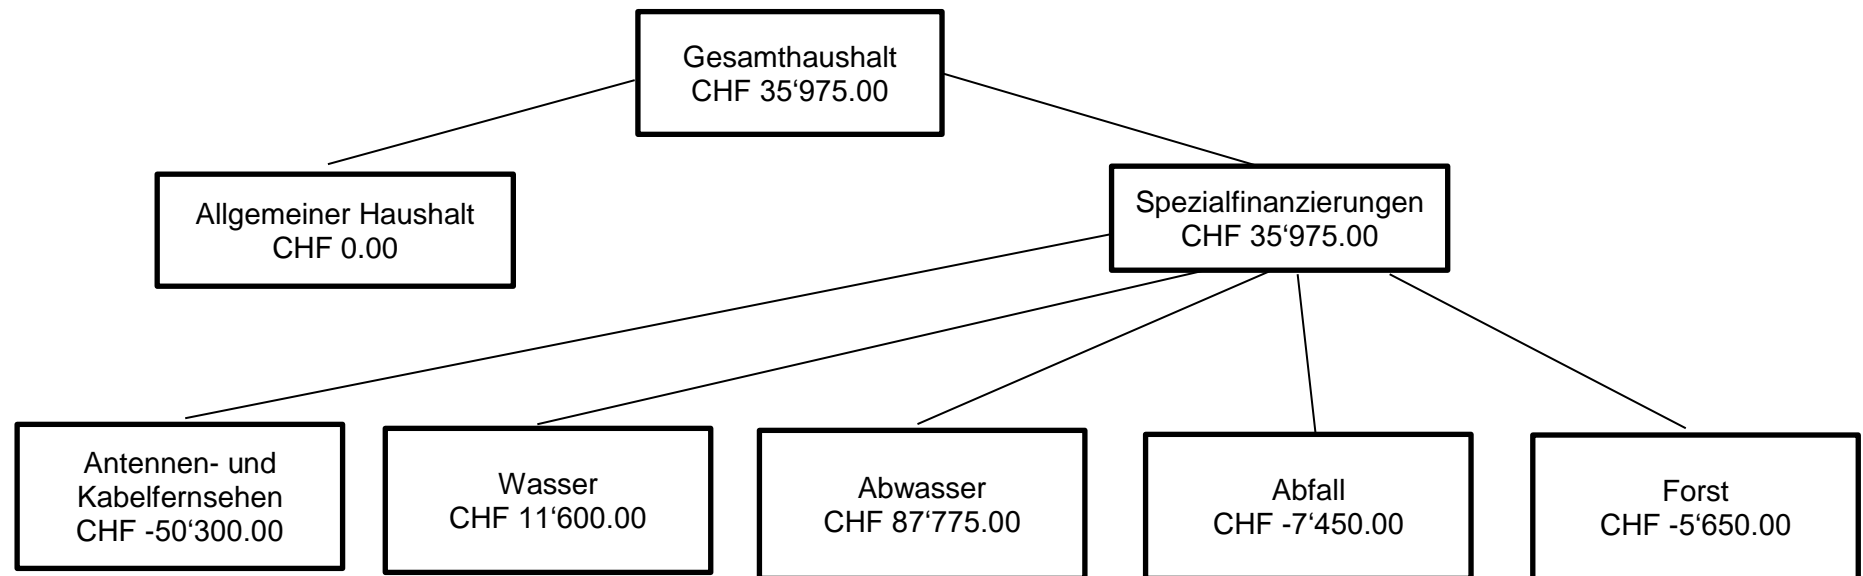 Gesamthaushalt
CHF 35‘975.00
Allgemeiner Haushalt
CHF 0.00
Spezialfinanzierungen
CHF 35‘975.00
Antennen- und
Kabelfernsehen
CHF -50‘300.00
Wasser
CHF 11‘600.00
Abwasser
CHF 87‘775.00
Abfall
CHF -7‘450.00
Forst
CHF -5‘650.00